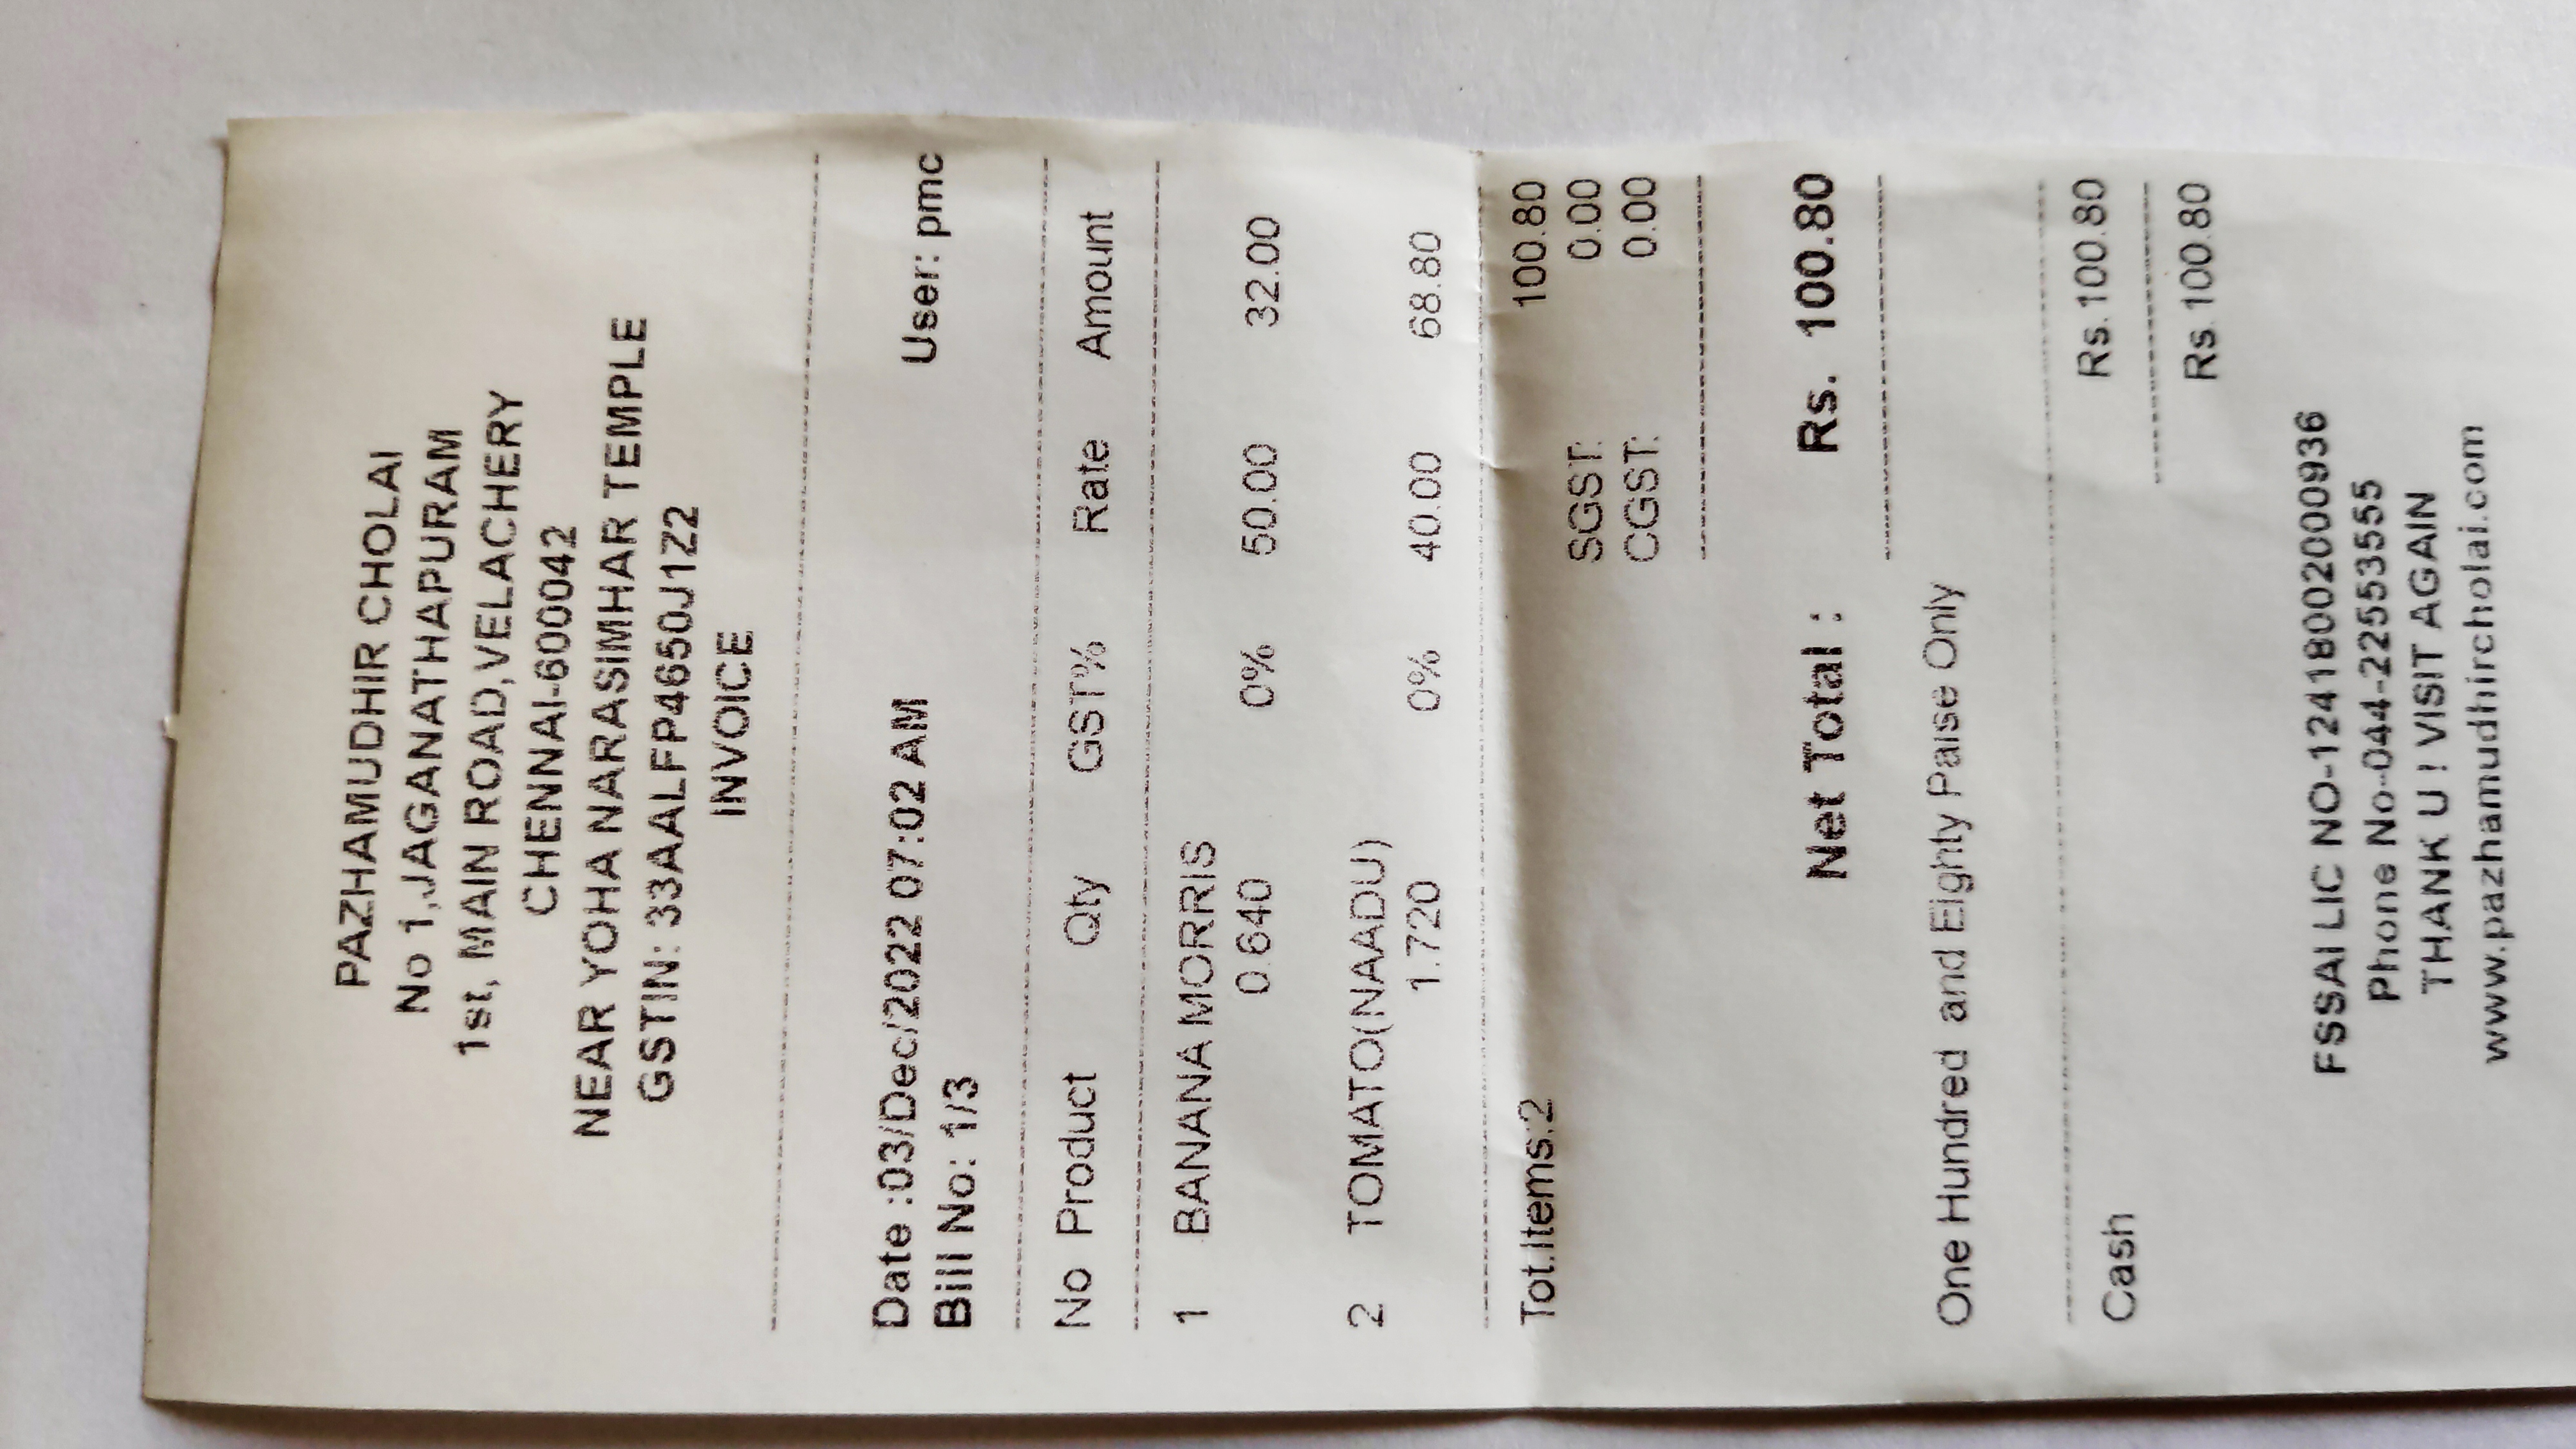 PAZHAMUDHIR CHOLAI
No 1,JAGANATHAPURAM
1st, MAIN ROAD,VELACHERY
CHENNAI-600042
NEAR YOHA NARASIMHAR TEMPLE
GSTIN: 33AALFP4650J1Z2
INVOICE
Date :03/Dec/2022 07:02 AM User: pmc
Bill No: 1/3
No Product Qty GST% Rate Amount
1 BANANA MORRIS
0.640 0% 50.00 32.00
2 TOMATO(NAADU)
1.720 0% 40.00 68.80
Tot.Items:2 100.80
SGST: 0.00
CGST: 0.00
Net Total : Rs. 100.80
One Hundred and Eighty Paise Only
Cash Rs.100.80
Rs.100.80
FSSAI LIC NO-12418002000936
Phone No-044-22553555
THANK U ! VISIT AGAIN
www.pazhamudhircholai.com